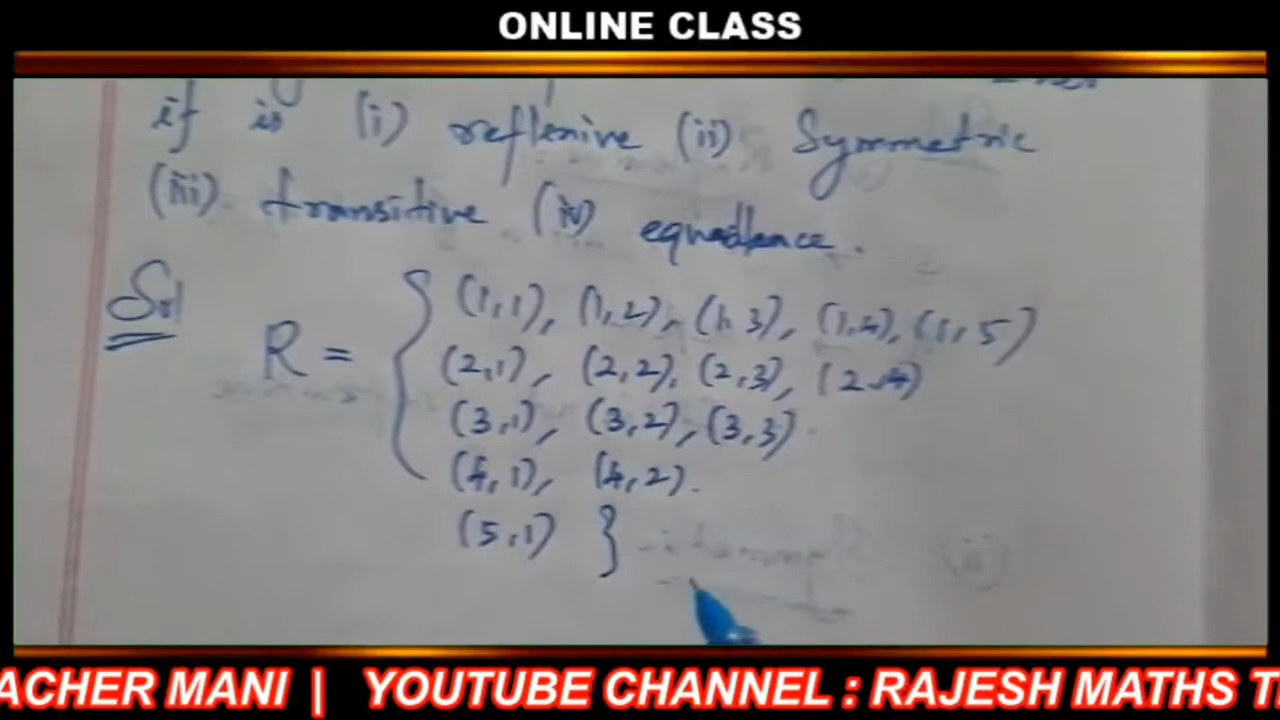 ONLINE CLASS
if is (i) reflexive (ii) Symmetric
(iii) transitive (iv)
Sol
R = { (1,1), (1,2), (1,3), (1,4), (1,5)
(2,1), (2,2), (2,3), (2,4)
(3,1), (3,2), (3,3)
(4,1), (4,2).
(5,1) }
ACHER MANI | YOUTUBE CHANNEL : RAJESH MATHS T